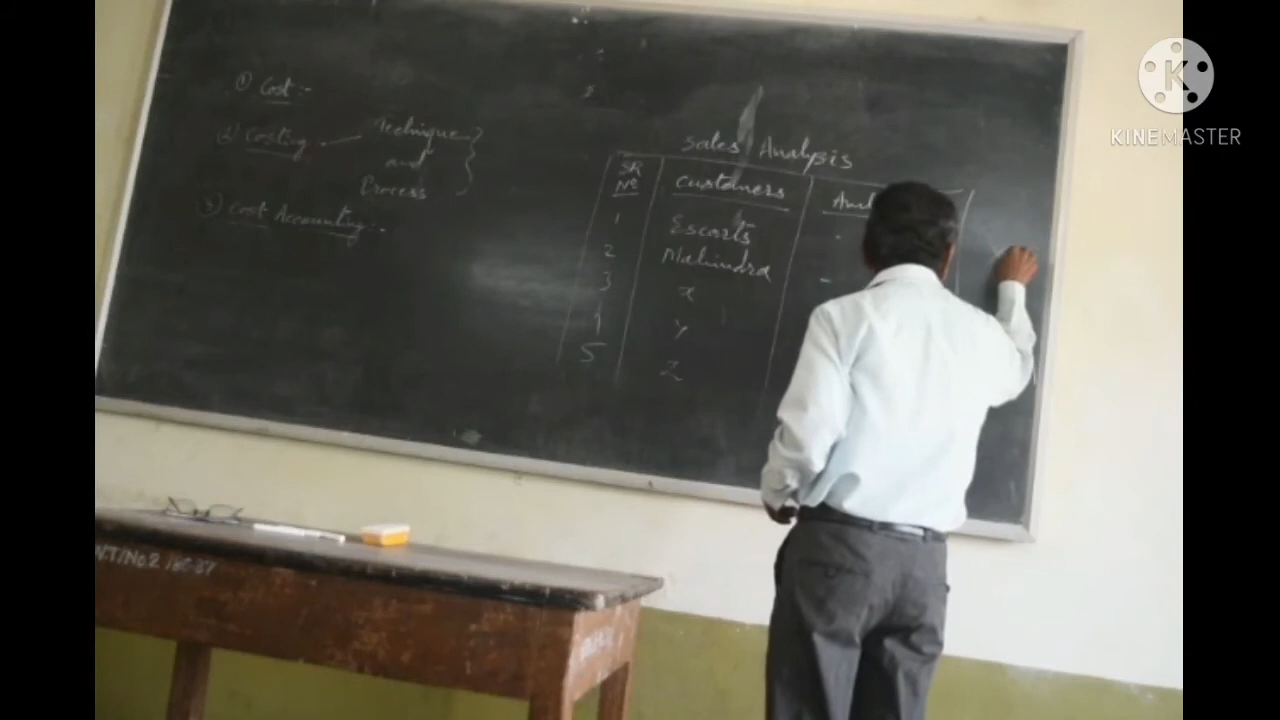 ① Cost:-
② Costing:- Technique
and
Process
③ Cost Accounting:-
Sales Analysis
SR No Customers
1 Escorts
2 Mahindra -
3 x
4 y
5 Z
KINEMASTER